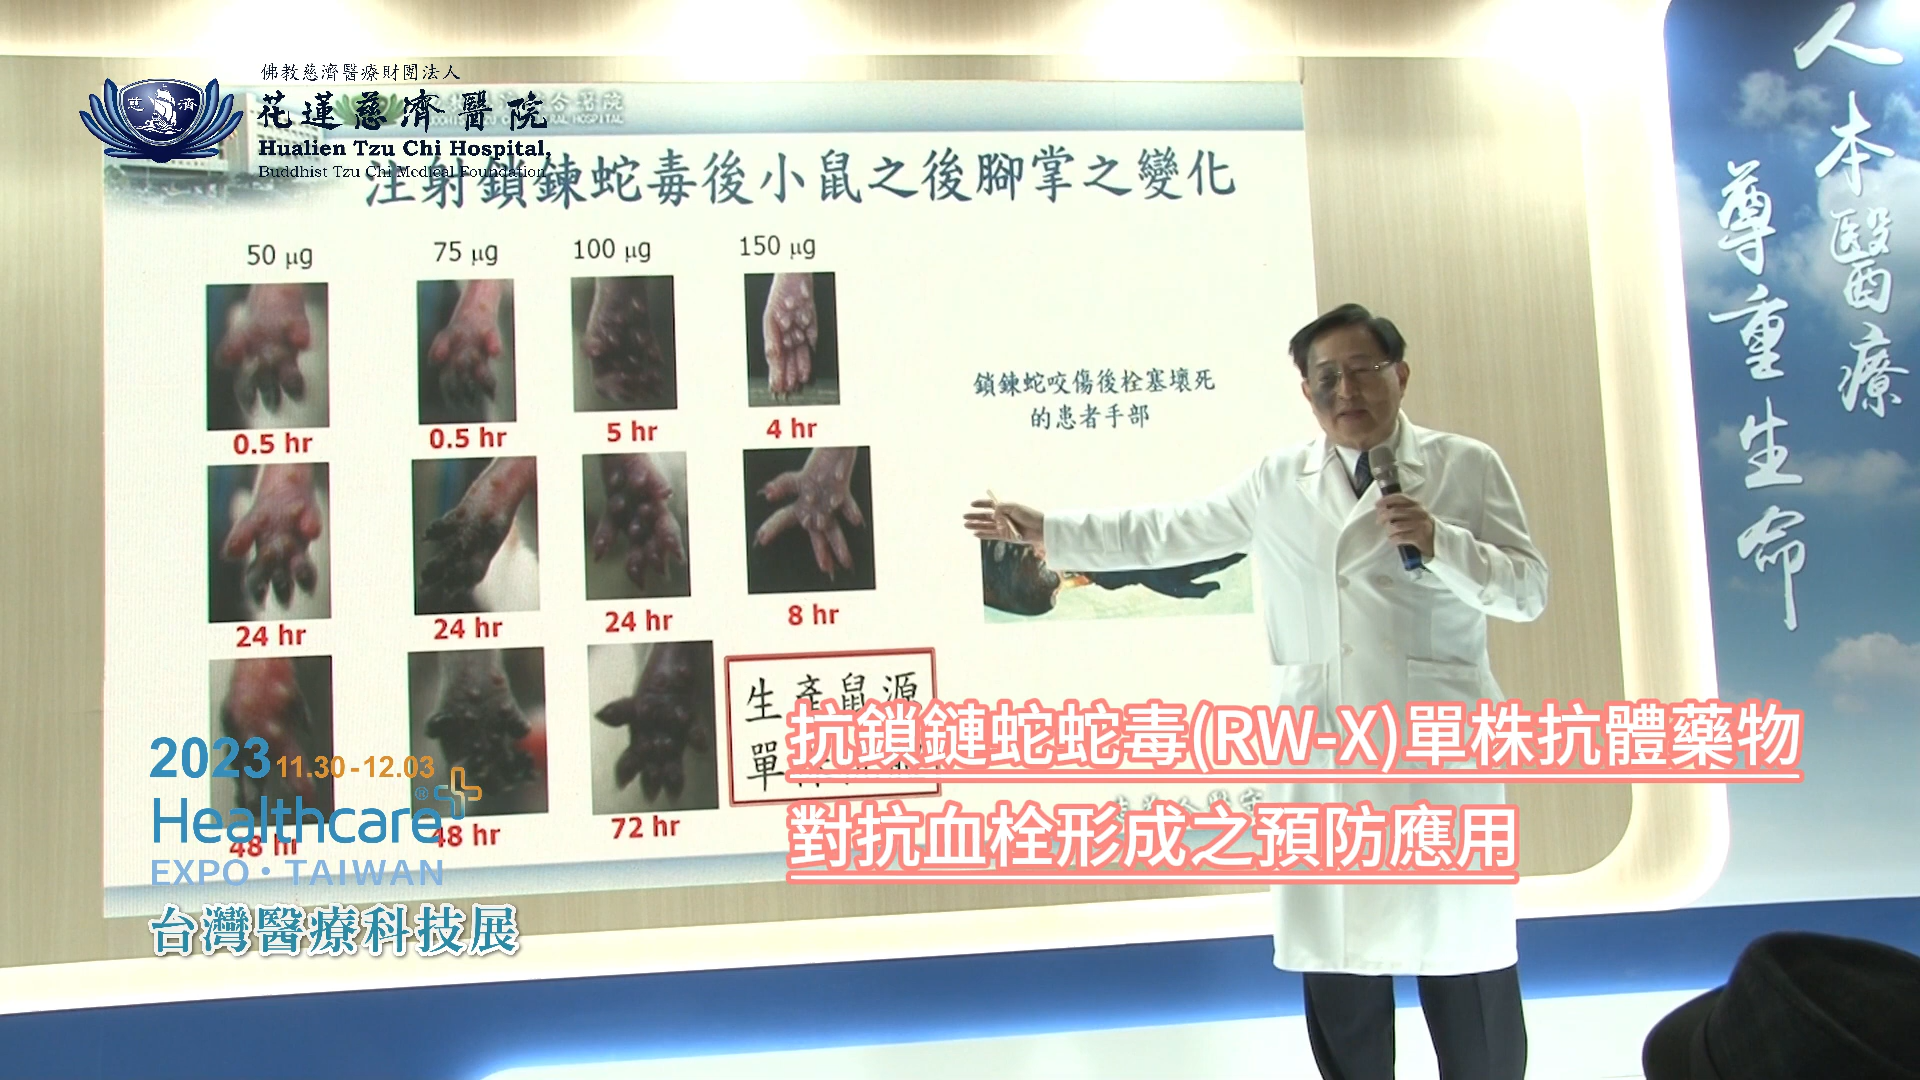 佛教慈濟醫療財團法人
花蓮慈濟醫院
Hualien Tzu Chi Hospital,
Buddhist Tzu Chi Medical Foundation
注射鎖鍊蛇毒後小鼠之後腳掌之變化
50 μg 75 μg 100 μg 150 μg
0.5 hr 0.5 hr 5 hr 4 hr
24 hr 24 hr 24 hr 8 hr
48 hr 48 hr 72 hr
鎖鍊蛇咬傷後栓塞壞死
的患者手部
生產鼠源
單
抗鎖鏈蛇蛇毒(RW-X)單株抗體藥物
對抗血栓形成之預防應用
2023 11.30-12.03
Healthcare®
EXPO·TAIWAN
台灣醫療科技展
人本醫療
尊重生命